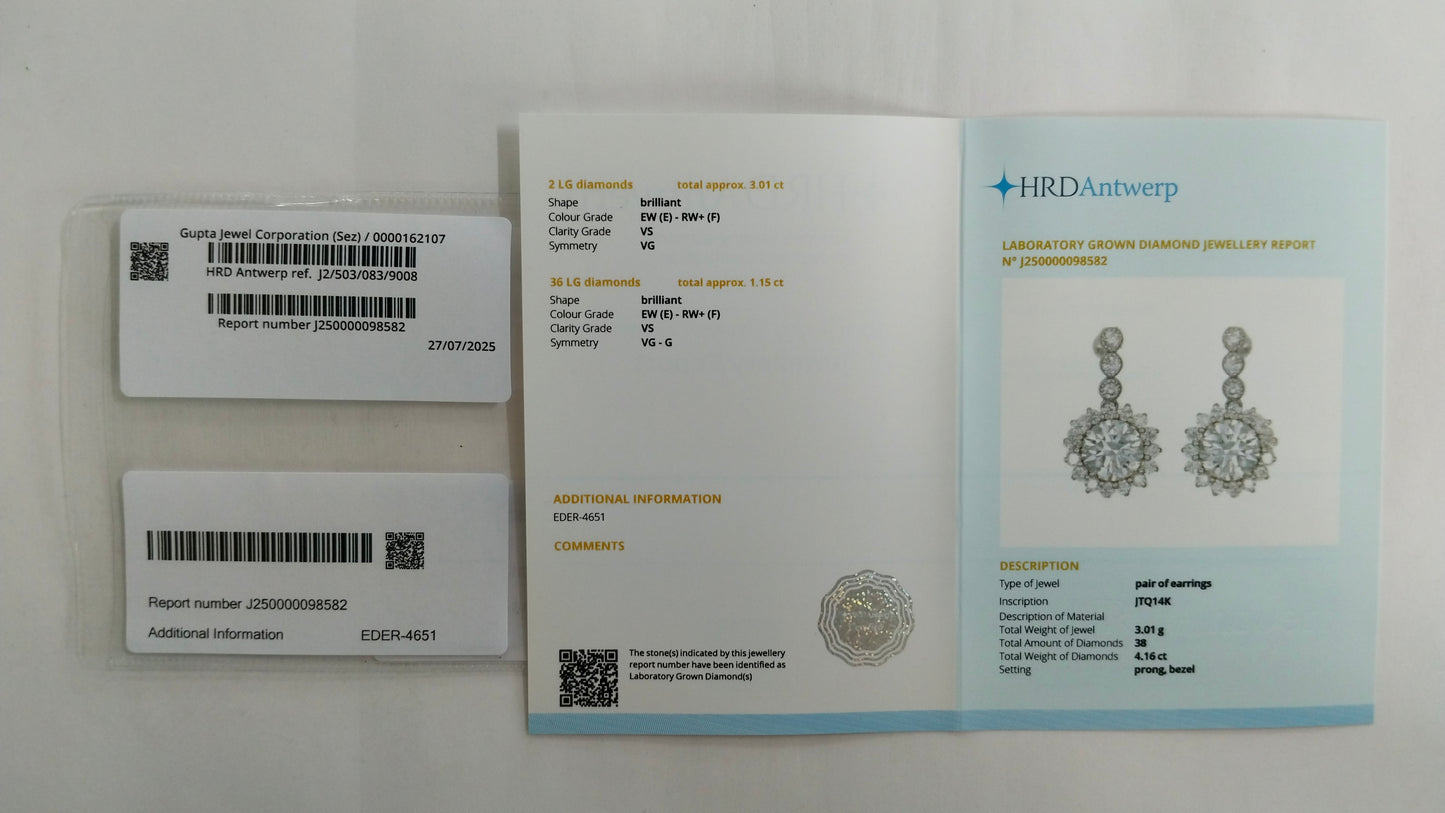 Gupta Jewel Corporation (Sez) / 0000162107
HRD Antwerp ref. J2/503/083/9008
Report number J250000098582
27/07/2025
Report number J250000098582
Additional Information EDER-4651
2 LG diamonds total approx. 3.01 ct
Shape brilliant
Colour Grade EW (E) - RW+ (F)
Clarity Grade VS
Symmetry VG
36 LG diamonds total approx. 1.15 ct
Shape brilliant
Colour Grade EW (E) - RW+ (F)
Clarity Grade VS
Symmetry VG - G
ADDITIONAL INFORMATION
EDER-4651
COMMENTS
The stone(s) indicated by this jewellery
report number have been identified as
Laboratory Grown Diamond(s)
HRDAntwerp
LABORATORY GROWN DIAMOND JEWELLERY REPORT
N° J250000098582
DESCRIPTION
Type of Jewel pair of earrings
Inscription JTQ14K
Description of Material
Total Weight of Jewel 3.01 g
Total Amount of Diamonds 38
Total Weight of Diamonds 4.16 ct
Setting prong, bezel